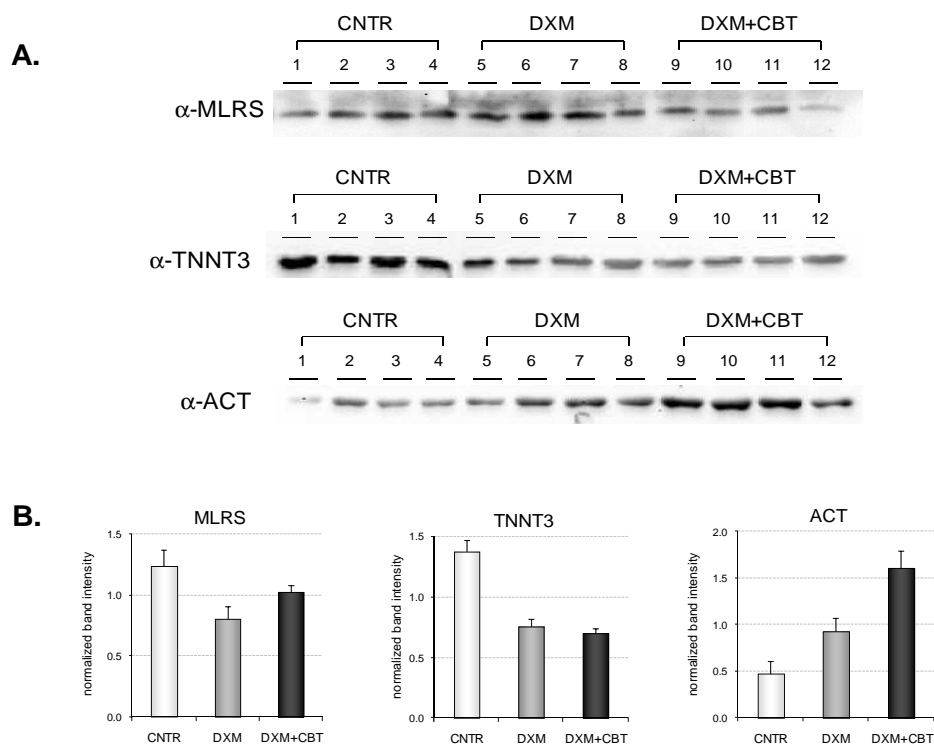 A.
CNTR DXM DXM+CBT
1 2 3 4 5 6 7 8 9 10 11 12
α-MLRS
CNTR DXM DXM+CBT
1 2 3 4 5 6 7 8 9 10 11 12
α-TNNT3
CNTR DXM DXM+CBT
1 2 3 4 5 6 7 8 9 10 11 12
α-ACT
B.
MLRS
normalized band intensity
1.5
1.0
0.5
0.0
CNTR DXM DXM+CBT
TNNT3
normalized band intensity
1.5
1.0
0.5
0.0
CNTR DXM DXM+CBT
ACT
normalized band intensity
2.0
1.5
1.0
0.5
0.0
CNTR DXM DXM+CBT